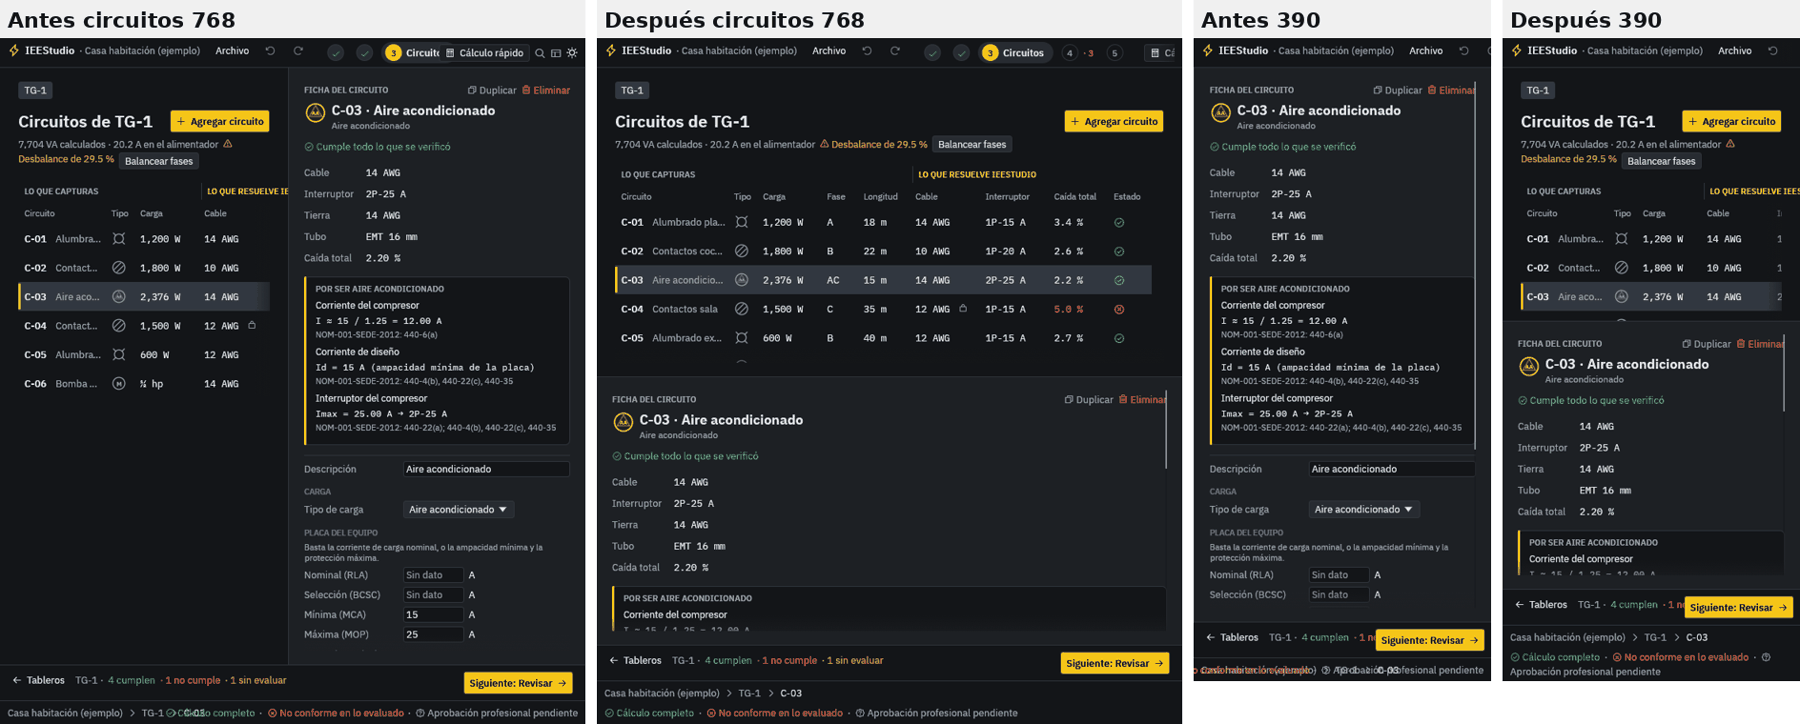 Antes circuitos 768
IEEStudio · Casa habitación (ejemplo) Archivo 3 Circuito Cálculo rápido
TG-1
Circuitos de TG-1
+ Agregar circuito
7,704 VA calculados · 20.2 A en el alimentador
Desbalance de 29.5 % Balancear fases
LO QUE CAPTURAS LO QUE RESUELVE IE
Circuito Tipo Carga Cable
C-01 Alumbra... 1,200 W 14 AWG
C-02 Contact... 1,800 W 10 AWG
C-03 Aire aco... 2,376 W 14 AWG
C-04 Contact... 1,500 W 12 AWG
C-05 Alumbra... 600 W 12 AWG
C-06 Bomba ... ¾ hp 14 AWG
FICHA DEL CIRCUITO Duplicar Eliminar
C-03 · Aire acondicionado
Aire acondicionado
Cumple todo lo que se verificó
Cable 14 AWG
Interruptor 2P-25 A
Tierra 14 AWG
Tubo EMT 16 mm
Caída total 2.20 %
POR SER AIRE ACONDICIONADO
Corriente del compresor
I ≈ 15 / 1.25 = 12.00 A
NOM-001-SEDE-2012: 440-6(a)
Corriente de diseño
Id = 15 A (ampacidad mínima de la placa)
NOM-001-SEDE-2012: 440-4(b), 440-22(c), 440-35
Interruptor del compresor
Imax = 25.00 A → 2P-25 A
NOM-001-SEDE-2012: 440-22(a); 440-4(b), 440-22(c), 440-35
Descripción Aire acondicionado
CARGA
Tipo de carga Aire acondicionado
PLACA DEL EQUIPO
Basta la corriente de carga nominal, o la ampacidad mínima y la
protección máxima.
Nominal (RLA) Sin dato A
Selección (BCSC) Sin dato A
Mínima (MCA) 15 A
Máxima (MOP) 25 A
← Tableros TG-1 · 4 cumplen · 1 no cumple · 1 sin evaluar
Siguiente: Revisar →
Casa habitación (ejemplo) > TG-1 Cálculo completo · No conforme en lo evaluado · Aprobación profesional pendiente
Después circuitos 768
IEEStudio · Casa habitación (ejemplo) Archivo 3 Circuitos 4 · 3 5 Cá
TG-1
Circuitos de TG-1
+ Agregar circuito
7,704 VA calculados · 20.2 A en el alimentador Desbalance de 29.5 % Balancear fases
LO QUE CAPTURAS LO QUE RESUELVE IEESTUDIO
Circuito Tipo Carga Fase Longitud Cable Interruptor Caída total Estado
C-01 Alumbrado pla... 1,200 W A 18 m 14 AWG 1P-15 A 3.4 %
C-02 Contactos coc... 1,800 W B 22 m 10 AWG 1P-20 A 2.6 %
C-03 Aire acondicio... 2,376 W AC 15 m 14 AWG 2P-25 A 2.2 %
C-04 Contactos sala 1,500 W C 35 m 12 AWG 1P-15 A 5.0 %
C-05 Alumbrado ex... 600 W B 40 m 12 AWG 1P-15 A 2.7 %
FICHA DEL CIRCUITO Duplicar Eliminar
C-03 · Aire acondicionado
Aire acondicionado
Cumple todo lo que se verificó
Cable 14 AWG
Interruptor 2P-25 A
Tierra 14 AWG
Tubo EMT 16 mm
Caída total 2.20 %
POR SER AIRE ACONDICIONADO
Corriente del compresor
I ≈ 15 / 1.25 = 12.00 A
← Tableros TG-1 · 4 cumplen · 1 no cumple · 1 sin evaluar
Siguiente: Revisar →
Casa habitación (ejemplo) > TG-1 > C-03
Cálculo completo · No conforme en lo evaluado · Aprobación profesional pendiente
Antes 390
IEEStudio · Casa habitación (ejemplo) Archivo
FICHA DEL CIRCUITO Duplicar Eliminar
C-03 · Aire acondicionado
Aire acondicionado
Cumple todo lo que se verificó
Cable 14 AWG
Interruptor 2P-25 A
Tierra 14 AWG
Tubo EMT 16 mm
Caída total 2.20 %
POR SER AIRE ACONDICIONADO
Corriente del compresor
I ≈ 15 / 1.25 = 12.00 A
NOM-001-SEDE-2012: 440-6(a)
Corriente de diseño
Id = 15 A (ampacidad mínima de la placa)
NOM-001-SEDE-2012: 440-4(b), 440-22(c), 440-35
Interruptor del compresor
Imax = 25.00 A → 2P-25 A
NOM-001-SEDE-2012: 440-22(a); 440-4(b), 440-22(c), 440-35
Descripción Aire acondicionado
CARGA
Tipo de carga Aire acondicionado
PLACA DEL EQUIPO
Basta la corriente de carga nominal, o la ampacidad mínima y la
protección máxima.
Nominal (RLA) Sin dato A
Selección (BCSC) Sin dato A
← Tableros TG-1 · 4 cumplen · 1 n
Siguiente: Revisar →
Después 390
IEEStudio · Casa habitación (ejemplo) Archivo
TG-1
Circuitos de TG-1
+ Agregar circuito
7,704 VA calculados · 20.2 A en el alimentador
Desbalance de 29.5 % Balancear fases
LO QUE CAPTURAS LO QUE RESUELVE IEES
Circuito Tipo Carga Cable
C-01 Alumbra... 1,200 W 14 AWG 1
C-02 Contact... 1,800 W 10 AWG 1
C-03 Aire aco... 2,376 W 14 AWG 2
FICHA DEL CIRCUITO Duplicar Eliminar
C-03 · Aire acondicionado
Aire acondicionado
Cumple todo lo que se verificó
Cable 14 AWG
Interruptor 2P-25 A
Tierra 14 AWG
Tubo EMT 16 mm
Caída total 2.20 %
POR SER AIRE ACONDICIONADO
Corriente del compresor
I ≈ 15 / 1.25 = 12.00 A
← Tableros TG-1 · 4 cumplen · 1 n
Siguiente: Revisar →
Casa habitación (ejemplo) > TG-1 > C-03
Cálculo completo · No conforme en lo evaluado ·
Aprobación profesional pendiente